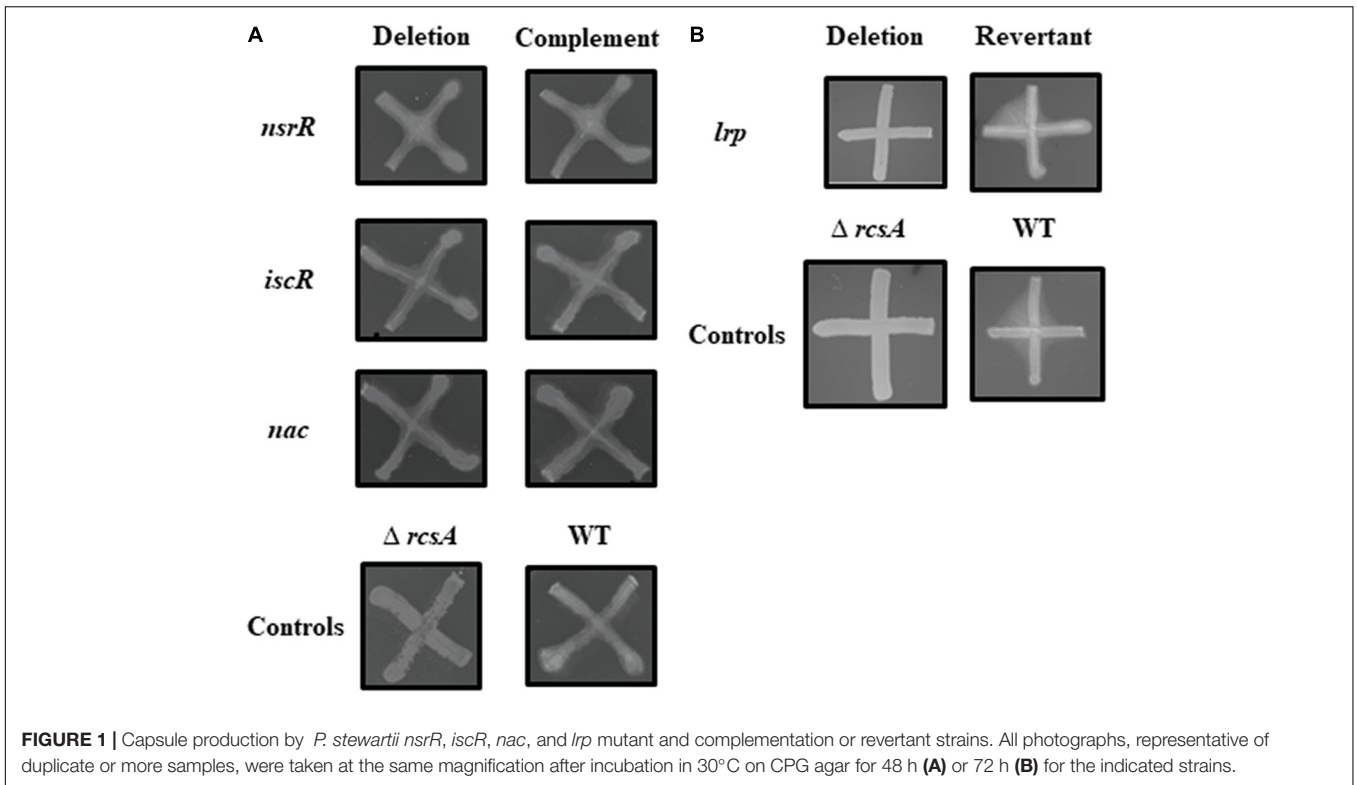 A
Deletion
Complement
nsrR
iscR
nac
Δ rcsA
WT
Controls
B
Deletion
Revertant
lrp
Δ rcsA
WT
Controls
FIGURE 1 | Capsule production by P. stewartii nsrR, iscR, nac, and lrp mutant and complementation or revertant strains. All photographs, representative of
duplicate or more samples, were taken at the same magnification after incubation in 30°C on CPG agar for 48 h (A) or 72 h (B) for the indicated strains.